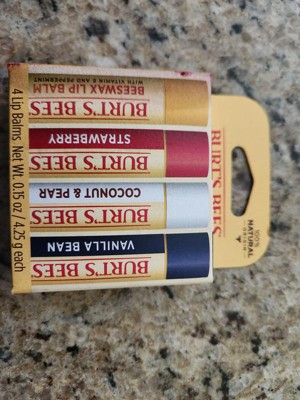 BURT'S BEES
100%
NATURAL
ORIGIN
BEESWAX LIP BALM
WITH VITAMIN E AND PEPPERMINT
BURT'S BEES
STRAWBERRY
BURT'S BEES
COCONUT & PEAR
BURT'S BEES
VANILLA BEAN
BURT'S BEES
4 Lip Balms Net Wt. 0.15 oz / 4.25 g each